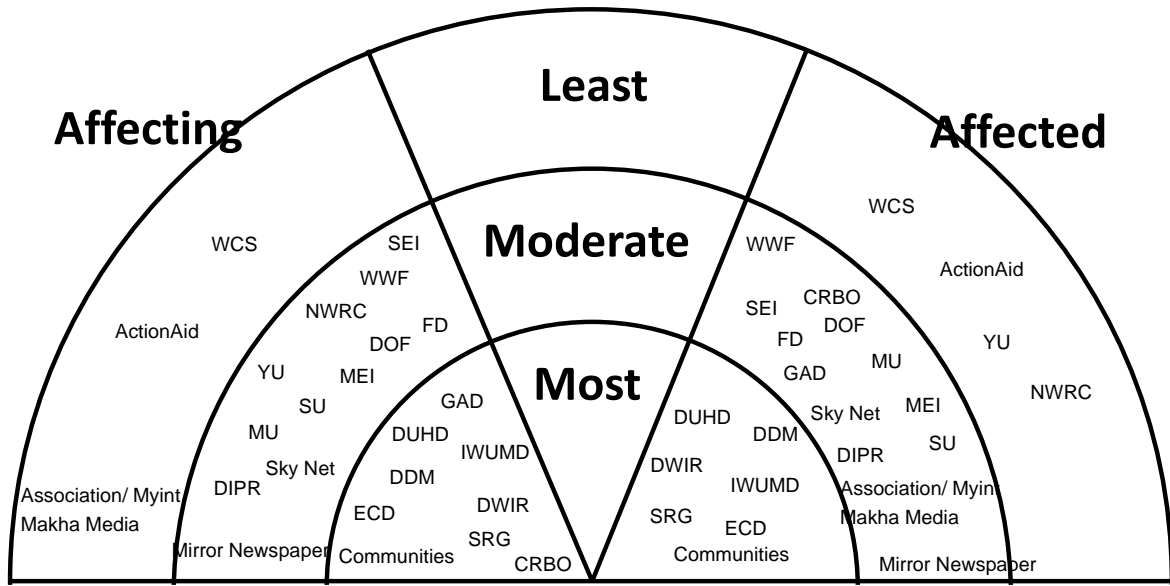 Least
Affecting
Affected
WCS
WCS
SEI
Moderate
WWF
WWF
ActionAid
NWRC
CRBO
SEI
ActionAid
FD
DOF
DOF
FD
YU
YU
MEI
Most
GAD
MU
NWRC
SU
GAD
MEI
MU
DUHD
DUHD
Sky Net
SU
IWUMD
DDM
Sky Net
DDM
DWIR
DIPR
DIPR
IWUMD
Association/ Myint
Makha Media
ECD
DWIR
SRG
Association/ Myint
Makha Media
SRG
ECD
Mirror Newspaper
Communities
CRBO
Communities
Mirror Newspaper